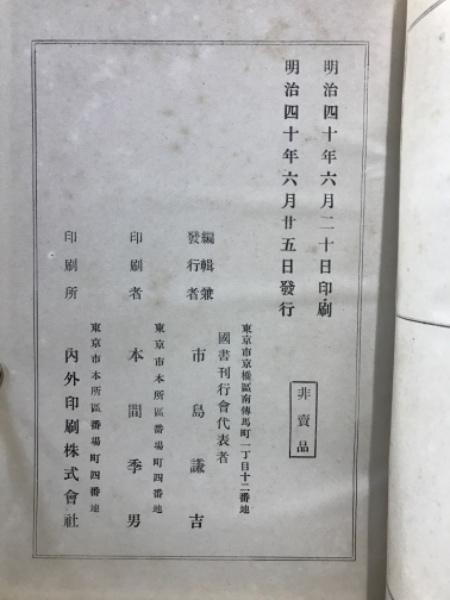 明治四十年六月二十日印刷
明治四十年六月廿五日發行
非賣品
東京市京橋區南傳馬町一丁目十二番地
國書刊行會代表者
編輯兼
發行者
市島謙吉
東京市本所區番場町四番地
印刷者
本間季男
東京市本所區番場町四番地
印刷所
內外印刷株式會社